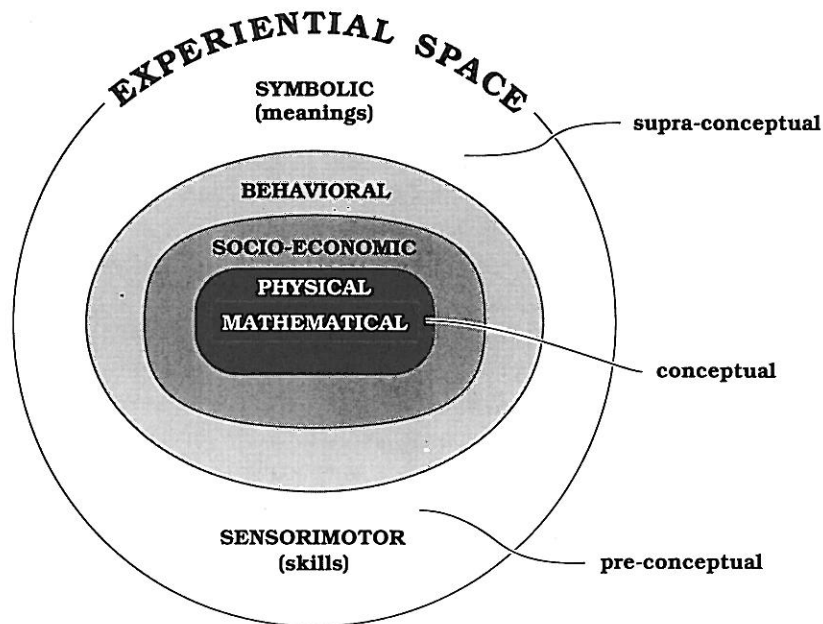 EXPERIENTIAL SPACE
SYMBOLIC
(meanings)
supra-conceptual
BEHAVIORAL
SOCIO-ECONOMIC
PHYSICAL
MATHEMATICAL
conceptual
SENSORIMOTOR
(skills)
pre-conceptual